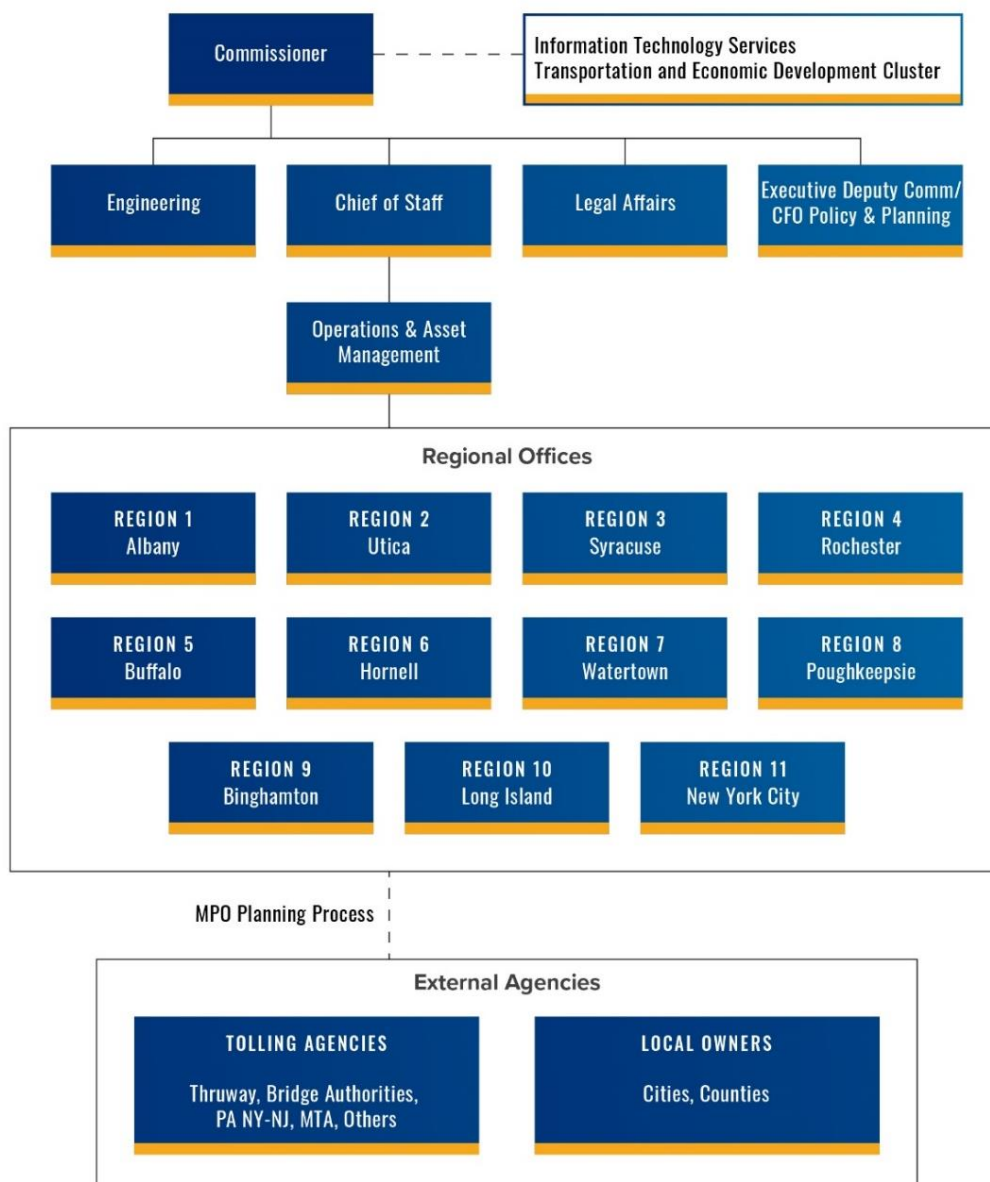 Commissioner
Information Technology Services
Transportation and Economic Development Cluster
Engineering
Chief of Staff
Legal Affairs
Executive Deputy Comm/
CFO Policy & Planning
Operations & Asset
Management
Regional Offices
REGION 1
Albany
REGION 2
Utica
REGION 3
Syracuse
REGION 4
Rochester
REGION 5
Buffalo
REGION 6
Hornell
REGION 7
Watertown
REGION 8
Poughkeepsie
REGION 9
Binghamton
REGION 10
Long Island
REGION 11
New York City
MPO Planning Process
External Agencies
TOLLING AGENCIES
Thruway, Bridge Authorities,
PA NY-NJ, MTA, Others
LOCAL OWNERS
Cities, Counties